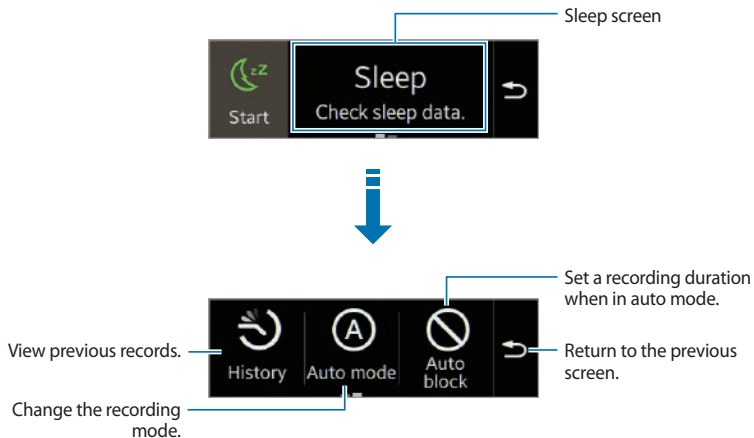 Sleep screen
zZ
Start
Sleep
Check sleep data.
Set a recording duration
when in auto mode.
View previous records.
History
A
Auto mode
Auto
block
Return to the previous
screen.
Change the recording
mode.